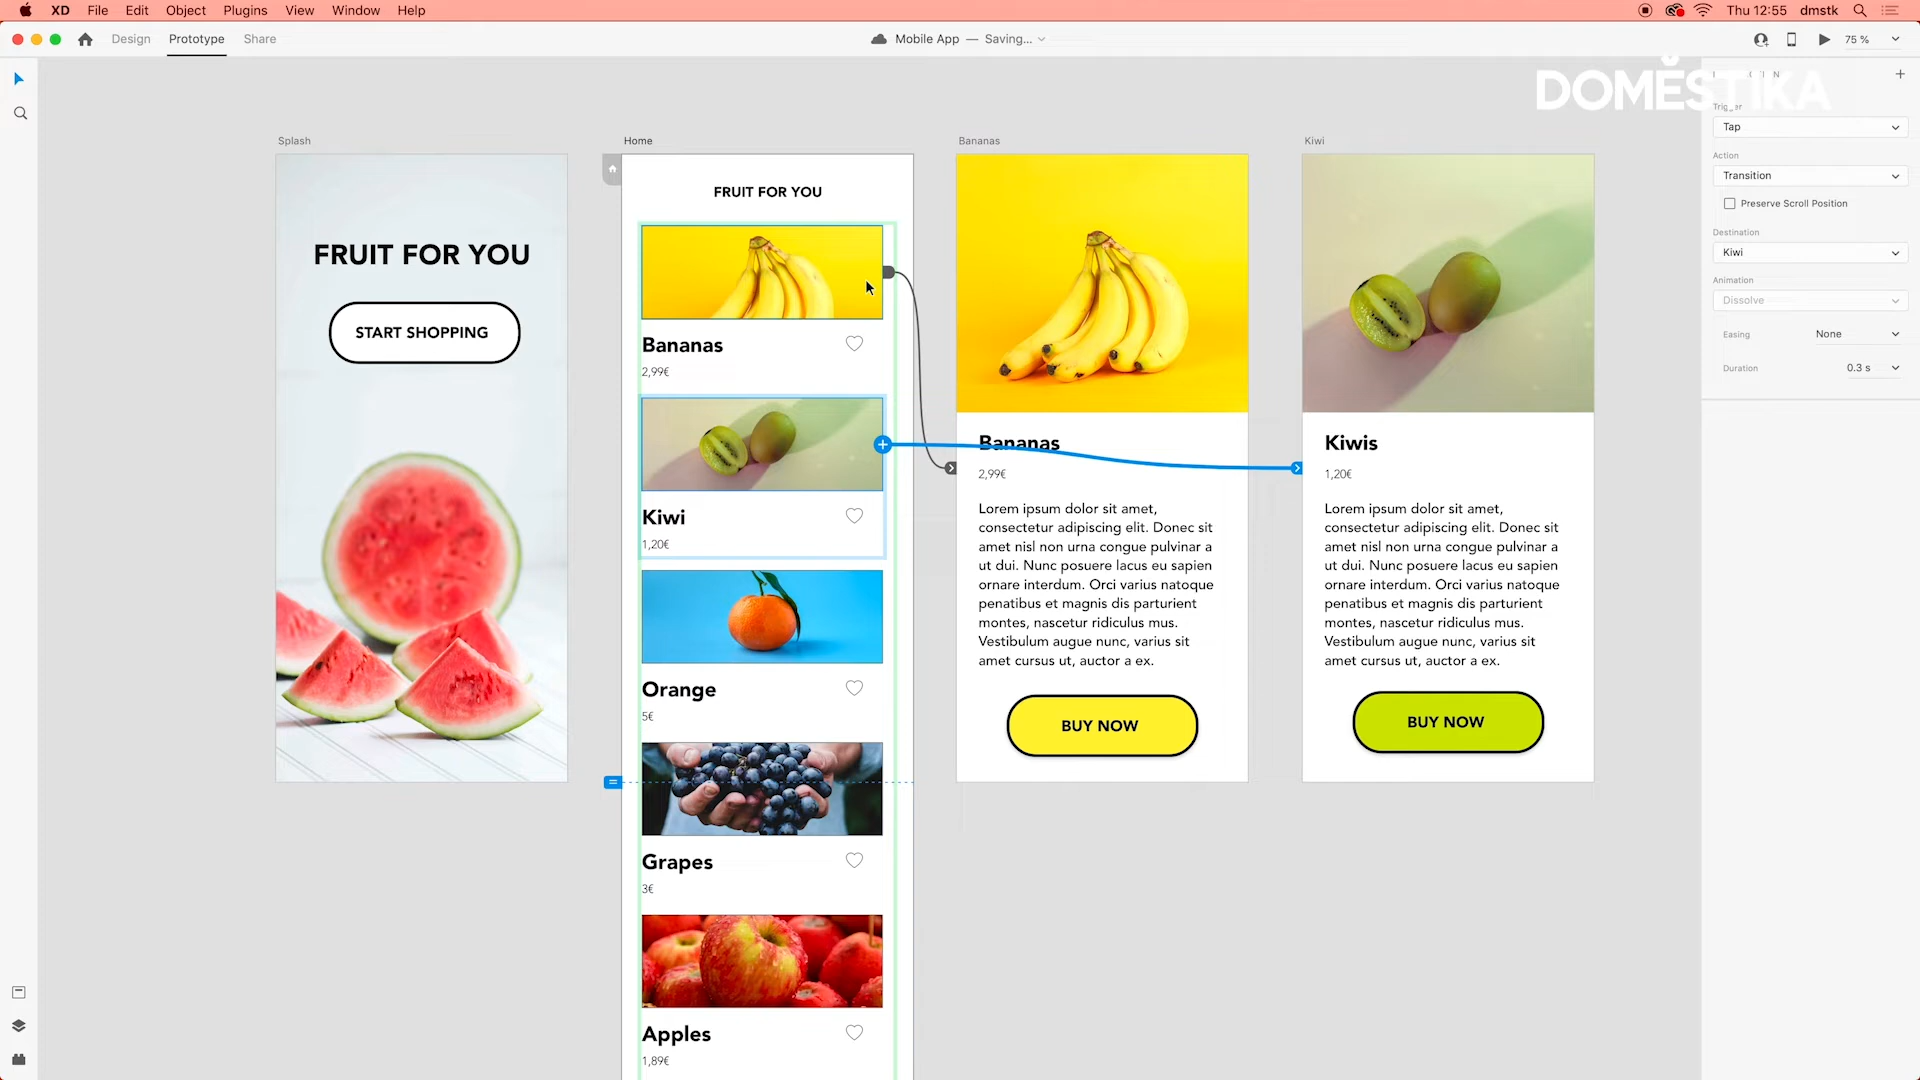 XD File Edit Object Plugins View Window Help
Thu 12:55 dmstk
Design Prototype Share
Mobile App — Saving...
75 %
DOMĚSTIKA
Trigger
Tap
Action
Transition
Preserve Scroll Position
Destination
Kiwi
Animation
Dissolve
Easing None
Duration 0.3 s
Splash
FRUIT FOR YOU
START SHOPPING
Home
FRUIT FOR YOU
Bananas
2,99€
Kiwi
1,20€
Orange
5€
Grapes
3€
Apples
1,89€
Bananas
Bananas
2,99€
Lorem ipsum dolor sit amet,
consectetur adipiscing elit. Donec sit
amet nisl non urna congue pulvinar a
ut dui. Nunc posuere lacus eu sapien
ornare interdum. Orci varius natoque
penatibus et magnis dis parturient
montes, nascetur ridiculus mus.
Vestibulum augue nunc, varius sit
amet cursus ut, auctor a ex.
BUY NOW
Kiwi
Kiwis
1,20€
Lorem ipsum dolor sit amet,
consectetur adipiscing elit. Donec sit
amet nisl non urna congue pulvinar a
ut dui. Nunc posuere lacus eu sapien
ornare interdum. Orci varius natoque
penatibus et magnis dis parturient
montes, nascetur ridiculus mus.
Vestibulum augue nunc, varius sit
amet cursus ut, auctor a ex.
BUY NOW